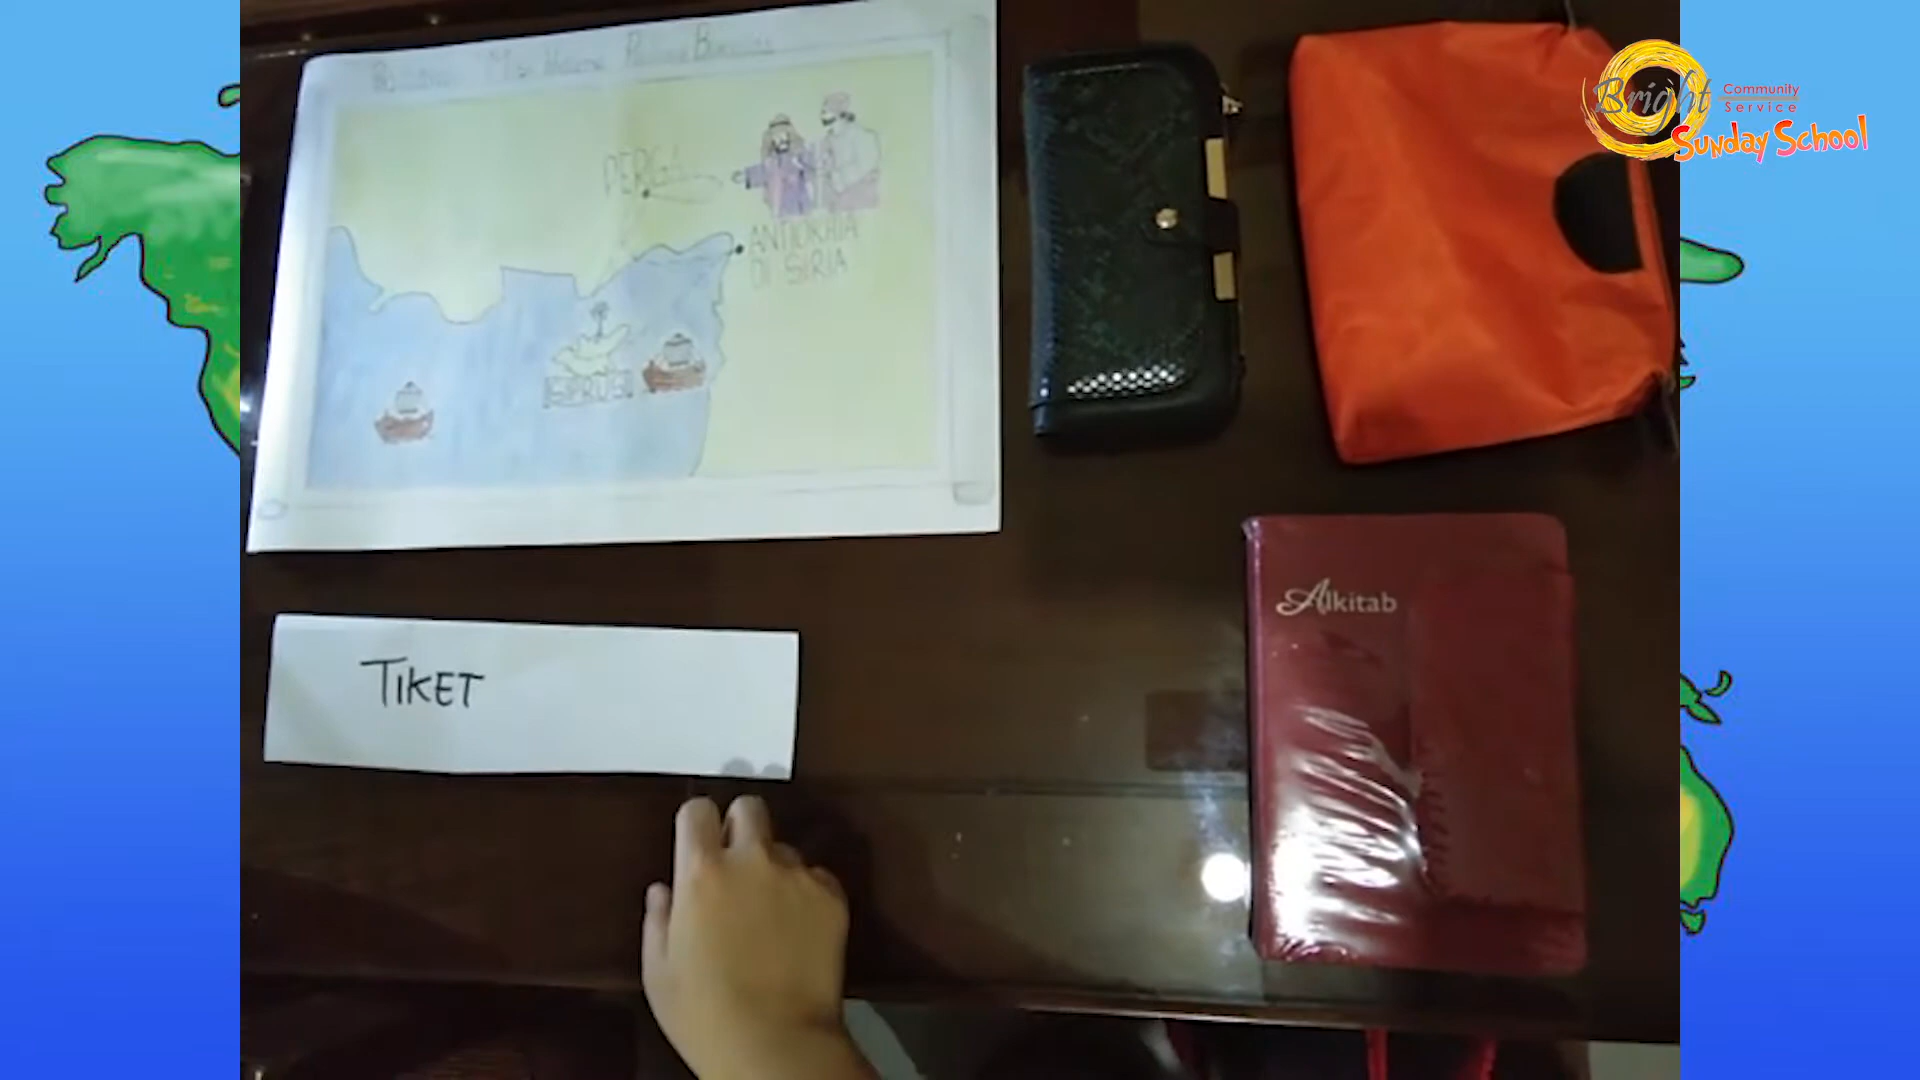 PERGA
ANTIOKHIA
DI SIRIA
SIPRUS
TIKET
Alkitab
Bright
Community
Service
Sunday School